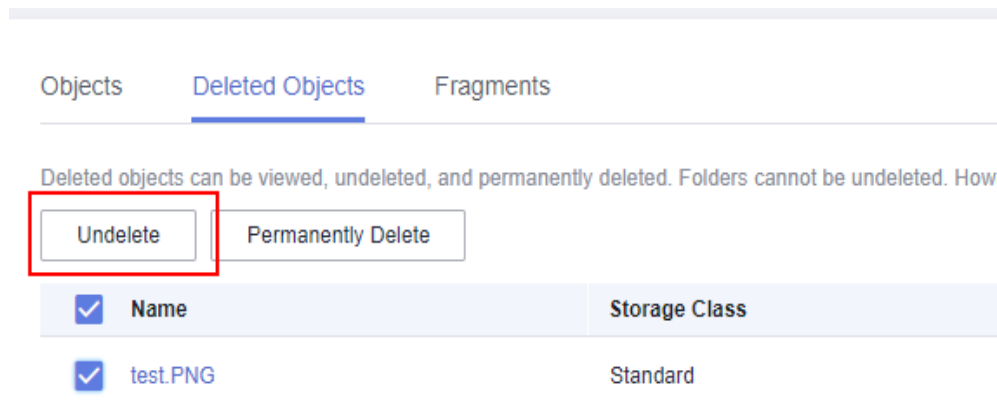 Objects Deleted Objects Fragments
Deleted objects can be viewed, undeleted, and permanently deleted. Folders cannot be undeleted. How
Undelete Permanently Delete
Name Storage Class
test.PNG Standard